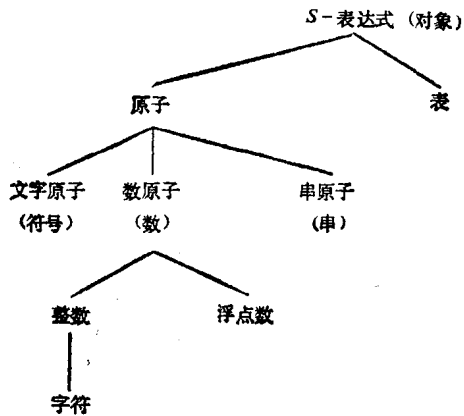 S-表达式(对象)
原子 表
文字原子 数原子 串原子
(符号) (数) (串)
整数 浮点数
字符